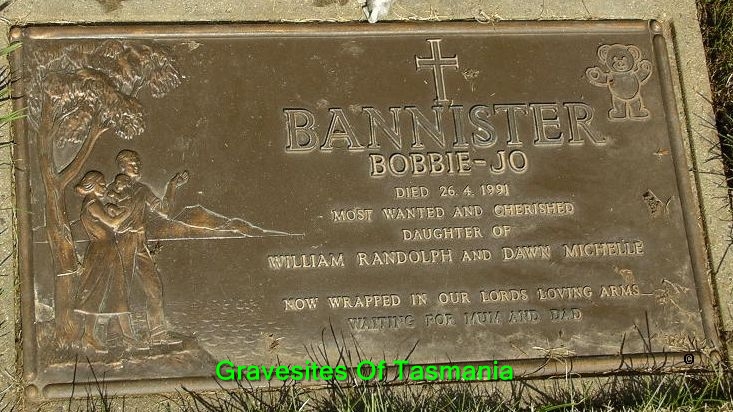 BANNISTER
BOBBIE-JO
DIED 26.4.1991
MOST WANTED AND CHERISHED
DAUGHTER OF
WILLIAM RANDOLPH AND DAWN MICHELLE
NOW WRAPPED IN OUR LORDS LOVING ARMS
WAITING FOR MUM AND DAD
©
Gravesites Of Tasmania